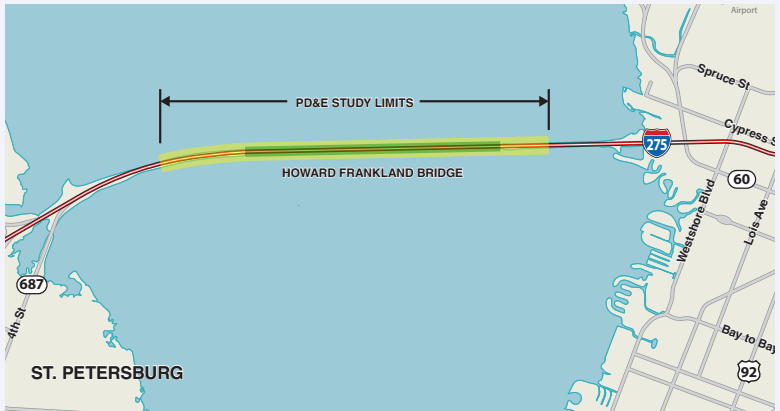 Airport
Spruce St
PD&E STUDY LIMITS
Cypress S
275
HOWARD FRANKLAND BRIDGE
60
Westshore Blvd
Lois Ave
687
4th St
Bay to Bay
ST. PETERSBURG
92